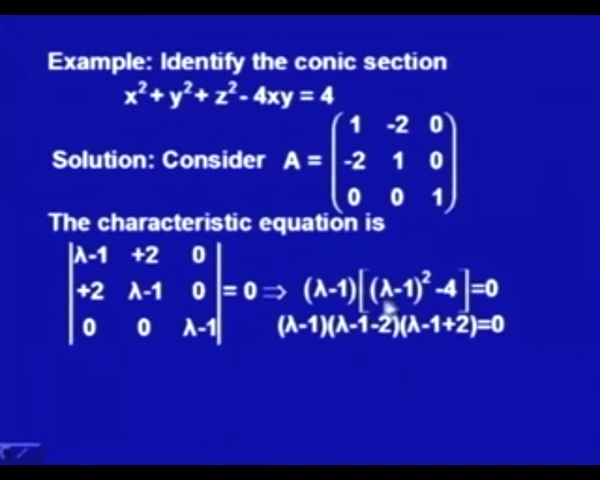 Example: Identify the conic section
x² + y² + z² - 4xy = 4
Solution: Consider A = ( 1 -2 0
-2 1 0
0 0 1 )
The characteristic equation is
|λ-1 +2 0
+2 λ-1 0 | = 0 ⇒ (λ-1)[(λ-1)² -4]=0
0 0 λ-1| (λ-1)(λ-1-2)(λ-1+2)=0